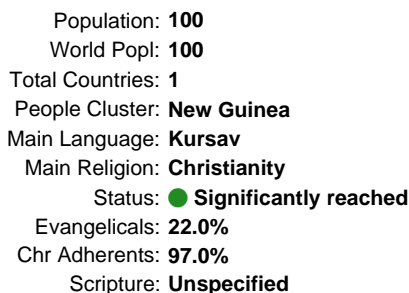 Population: 100
World Popl: 100
Total Countries: 1
People Cluster: New Guinea
Main Language: Kursav
Main Religion: Christianity
Status: Significantly reached
Evangelicals: 22.0%
Chr Adherents: 97.0%
Scripture: Unspecified